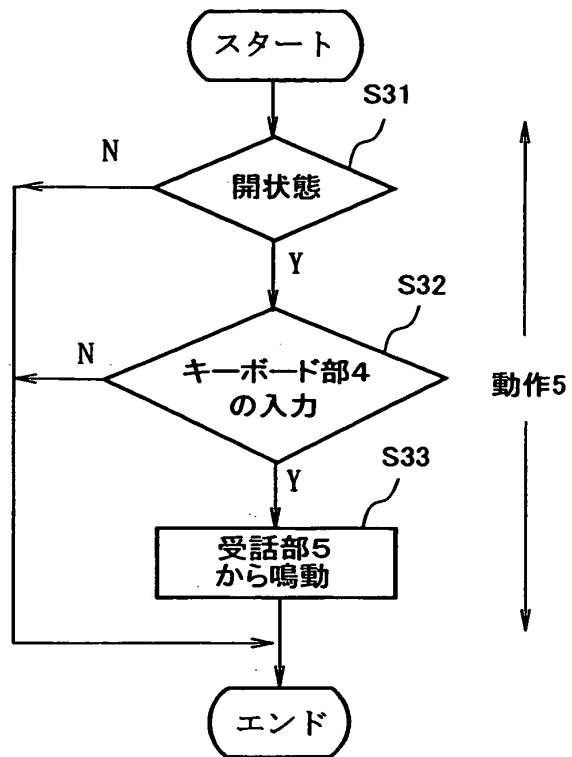 スタート
S31
N
開状態
Y
S32
N
キーボード部4
の入力
動作5
Y
S33
受話部5
から鳴動
エンド